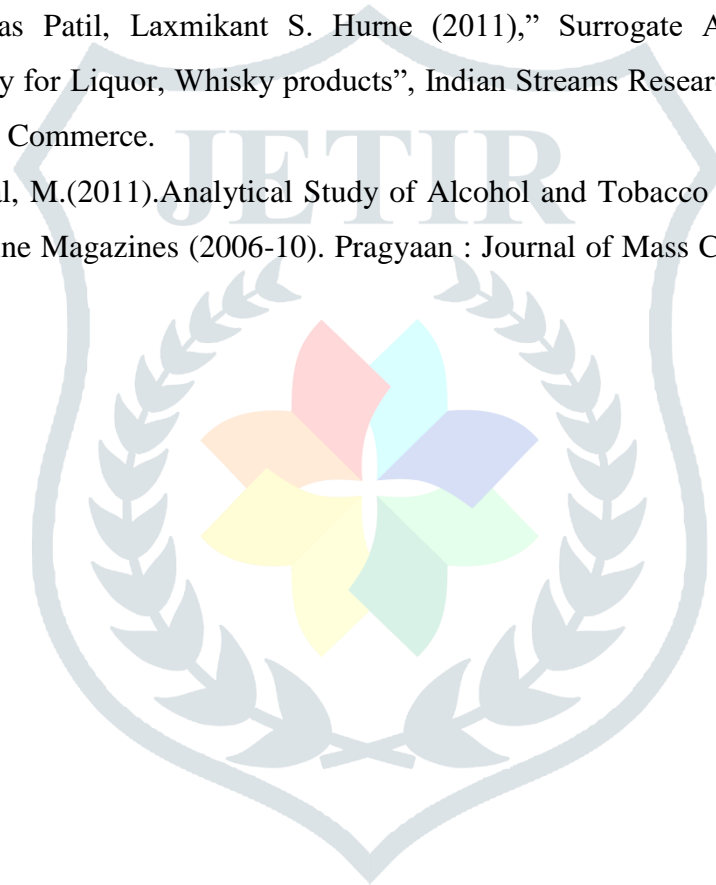 as Patil, Laxmikant S. Hurne (2011),” Surrogate A
y for Liquor, Whisky products”, Indian Streams Resear
Commerce.
JETIR
al, M.(2011).Analytical Study of Alcohol and Tobacco
ne Magazines (2006-10). Pragyaan : Journal of Mass C